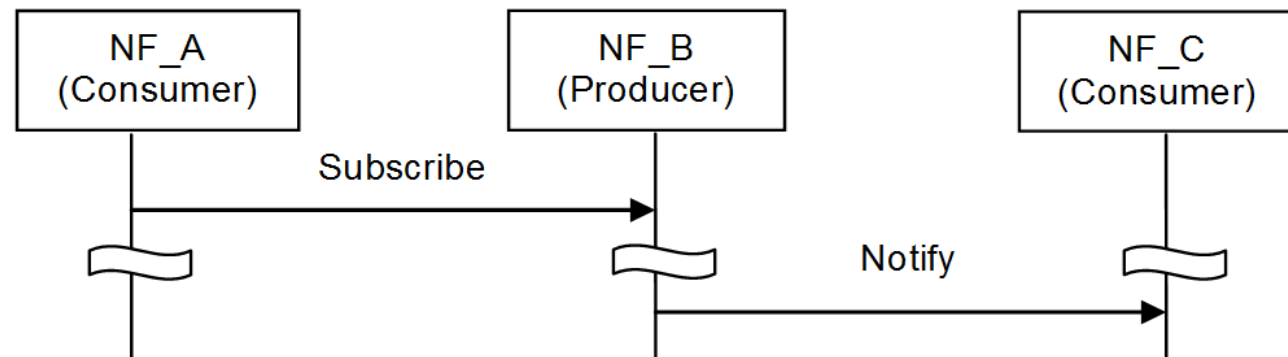 NF_A
(Consumer)
NF_B
(Producer)
NF_C
(Consumer)
Subscribe
Notify